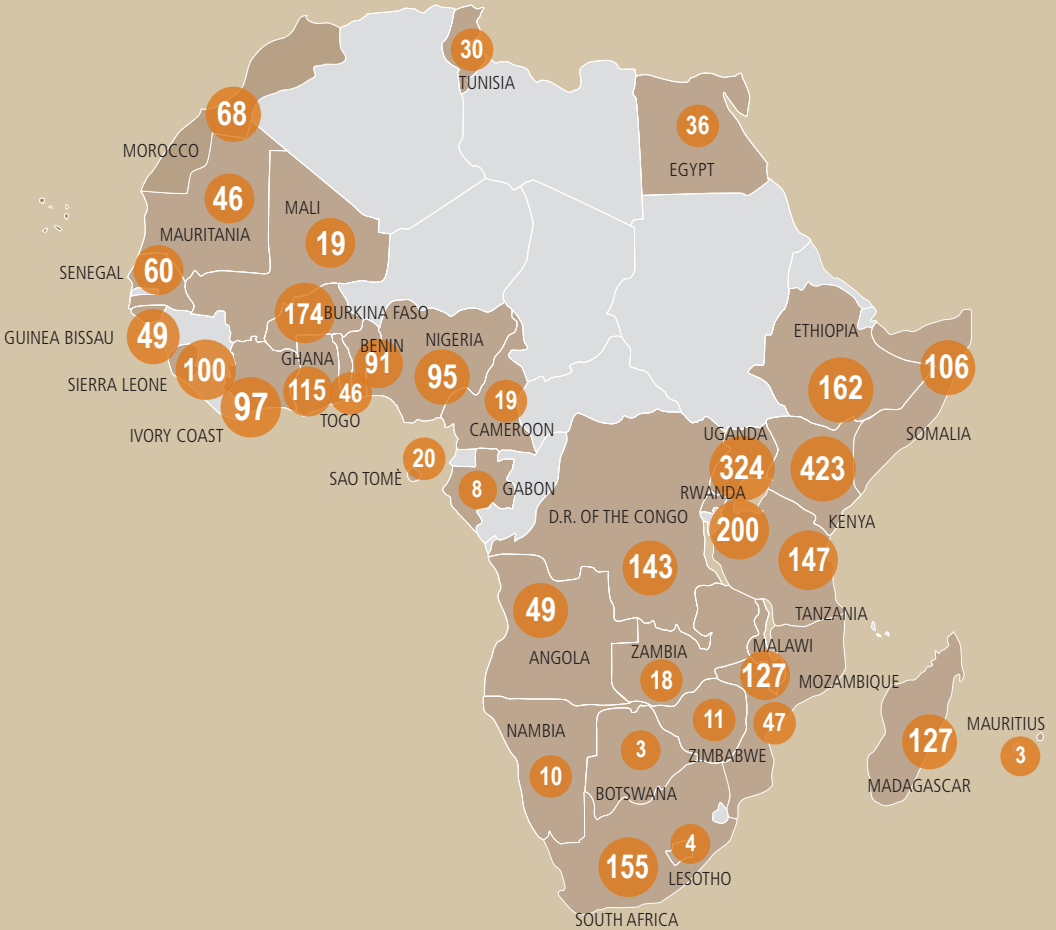 30
TUNISIA
68
MOROCCO
36
EGYPT
46
MAURITANIA
MALI
19
60
SENEGAL
174
BURKINA FASO
49
GUINEA BISSAU
100
SIERRA LEONE
97
IVORY COAST
GHANA
115
46
TOGO
BENIN
91
NIGERIA
95
19
CAMEROON
ETHIOPIA
162
106
SOMALIA
20
SAO TOMÈ
8
GABON
UGANDA
324
423
KENYA
RWANDA
200
D.R. OF THE CONGO
143
147
TANZANIA
49
ANGOLA
ZAMBIA
18
MALAWI
127
MOZAMBIQUE
47
11
ZIMBABWE
NAMBIA
10
3
BOTSWANA
127
MADAGASCAR
MAURITIUS
3
4
LESOTHO
155
SOUTH AFRICA